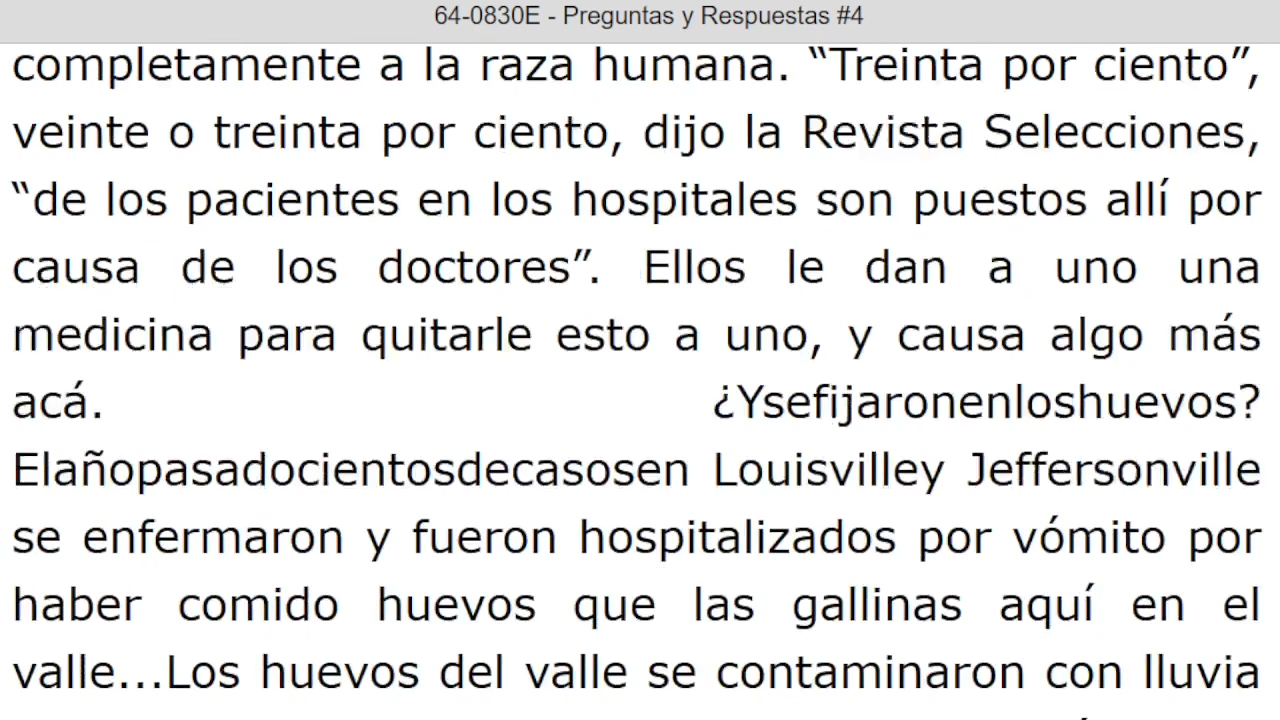 64-0830E - Preguntas y Respuestas #4
completamente a la raza humana. “Treinta por ciento”,
veinte o treinta por ciento, dijo la Revista Selecciones,
“de los pacientes en los hospitales son puestos allí por
causa de los doctores”. Ellos le dan a uno una
medicina para quitarle esto a uno, y causa algo más
acá. ¿Ysefijaronenloshuevos?
Elañopasadocientosdecasosen Louisvilley Jeffersonville
se enfermaron y fueron hospitalizados por vómito por
haber comido huevos que las gallinas aquí en el
valle...Los huevos del valle se contaminaron con lluvia